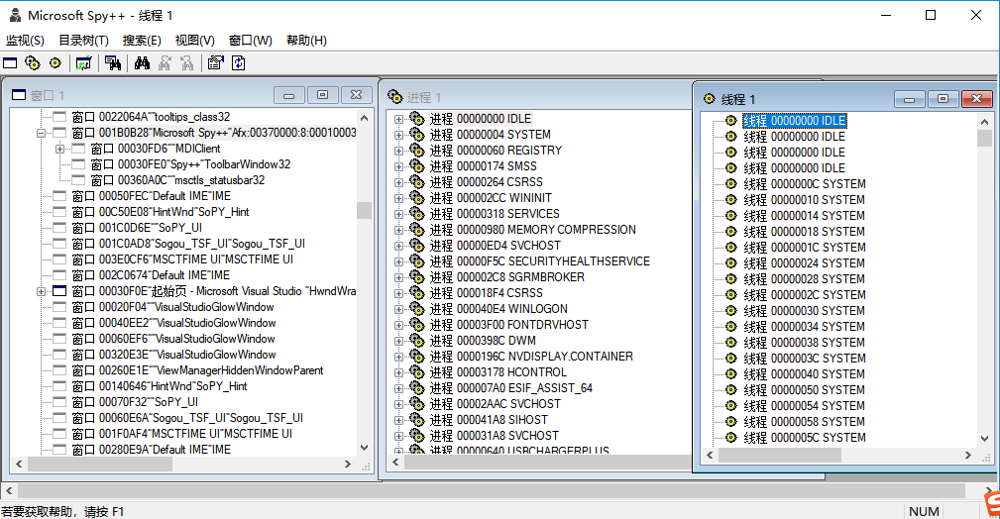 Microsoft Spy++ - 线程 1
监视(S) 目录树(T) 搜索(E) 视图(V) 窗口(W) 帮助(H)
窗口 1
窗口 0022064A""tooltips_class32
窗口 001B0B28"Microsoft Spy++"Afx:00370000:8:00010003
窗口 00030FD6""MDIClient
窗口 00030FE0"Spy++"ToolbarWindow32
窗口 00360A0C""msctls_statusbar32
窗口 00050FEC"Default IME"IME
窗口 00C50E08"HintWnd"SoPY_Hint
窗口 001C0D6E""SoPY_UI
窗口 001C0AD8"Sogou_TSF_UI"Sogou_TSF_UI
窗口 003E0CF6"MSCTFIME UI"MSCTFIME UI
窗口 002C0674"Default IME"IME
窗口 00030F0E"起始页 - Microsoft Visual Studio "HwndWra
窗口 00020F04""VisualStudioGlowWindow
窗口 00040EE2""VisualStudioGlowWindow
窗口 00060EF6""VisualStudioGlowWindow
窗口 00320E3E""VisualStudioGlowWindow
窗口 00260E1E""ViewManagerHiddenWindowParent
窗口 00140646"HintWnd"SoPY_Hint
窗口 00070F32""SoPY_UI
窗口 00060E6A"Sogou_TSF_UI"Sogou_TSF_UI
窗口 001F0AF4"MSCTFIME UI"MSCTFIME UI
窗口 00280E9A"Default IME"IME
进程 1
进程 00000000 IDLE
进程 00000004 SYSTEM
进程 00000060 REGISTRY
进程 00000174 SMSS
进程 00000264 CSRSS
进程 000002CC WININIT
进程 00000318 SERVICES
进程 00000980 MEMORY COMPRESSION
进程 00000ED4 SVCHOST
进程 00000F5C SECURITYHEALTHSERVICE
进程 000002C8 SGRMBROKER
进程 000018F4 CSRSS
进程 000040E4 WINLOGON
进程 00003F00 FONTDRVHOST
进程 0000398C DWM
进程 0000196C NVDISPLAY.CONTAINER
进程 00003178 HCONTROL
进程 000007A0 ESIF_ASSIST_64
进程 00002AAC SVCHOST
进程 000041A8 SIHOST
进程 000031A8 SVCHOST
进程 00000640 USBCHARGERPLUS
线程 1
线程 00000000 IDLE
线程 00000000 IDLE
线程 00000000 IDLE
线程 00000000 IDLE
线程 0000000C SYSTEM
线程 00000010 SYSTEM
线程 00000014 SYSTEM
线程 00000018 SYSTEM
线程 0000001C SYSTEM
线程 00000024 SYSTEM
线程 00000028 SYSTEM
线程 0000002C SYSTEM
线程 00000030 SYSTEM
线程 00000034 SYSTEM
线程 00000038 SYSTEM
线程 0000003C SYSTEM
线程 00000040 SYSTEM
线程 00000050 SYSTEM
线程 00000054 SYSTEM
线程 00000058 SYSTEM
线程 0000005C SYSTEM
若要获取帮助，请按 F1
NUM